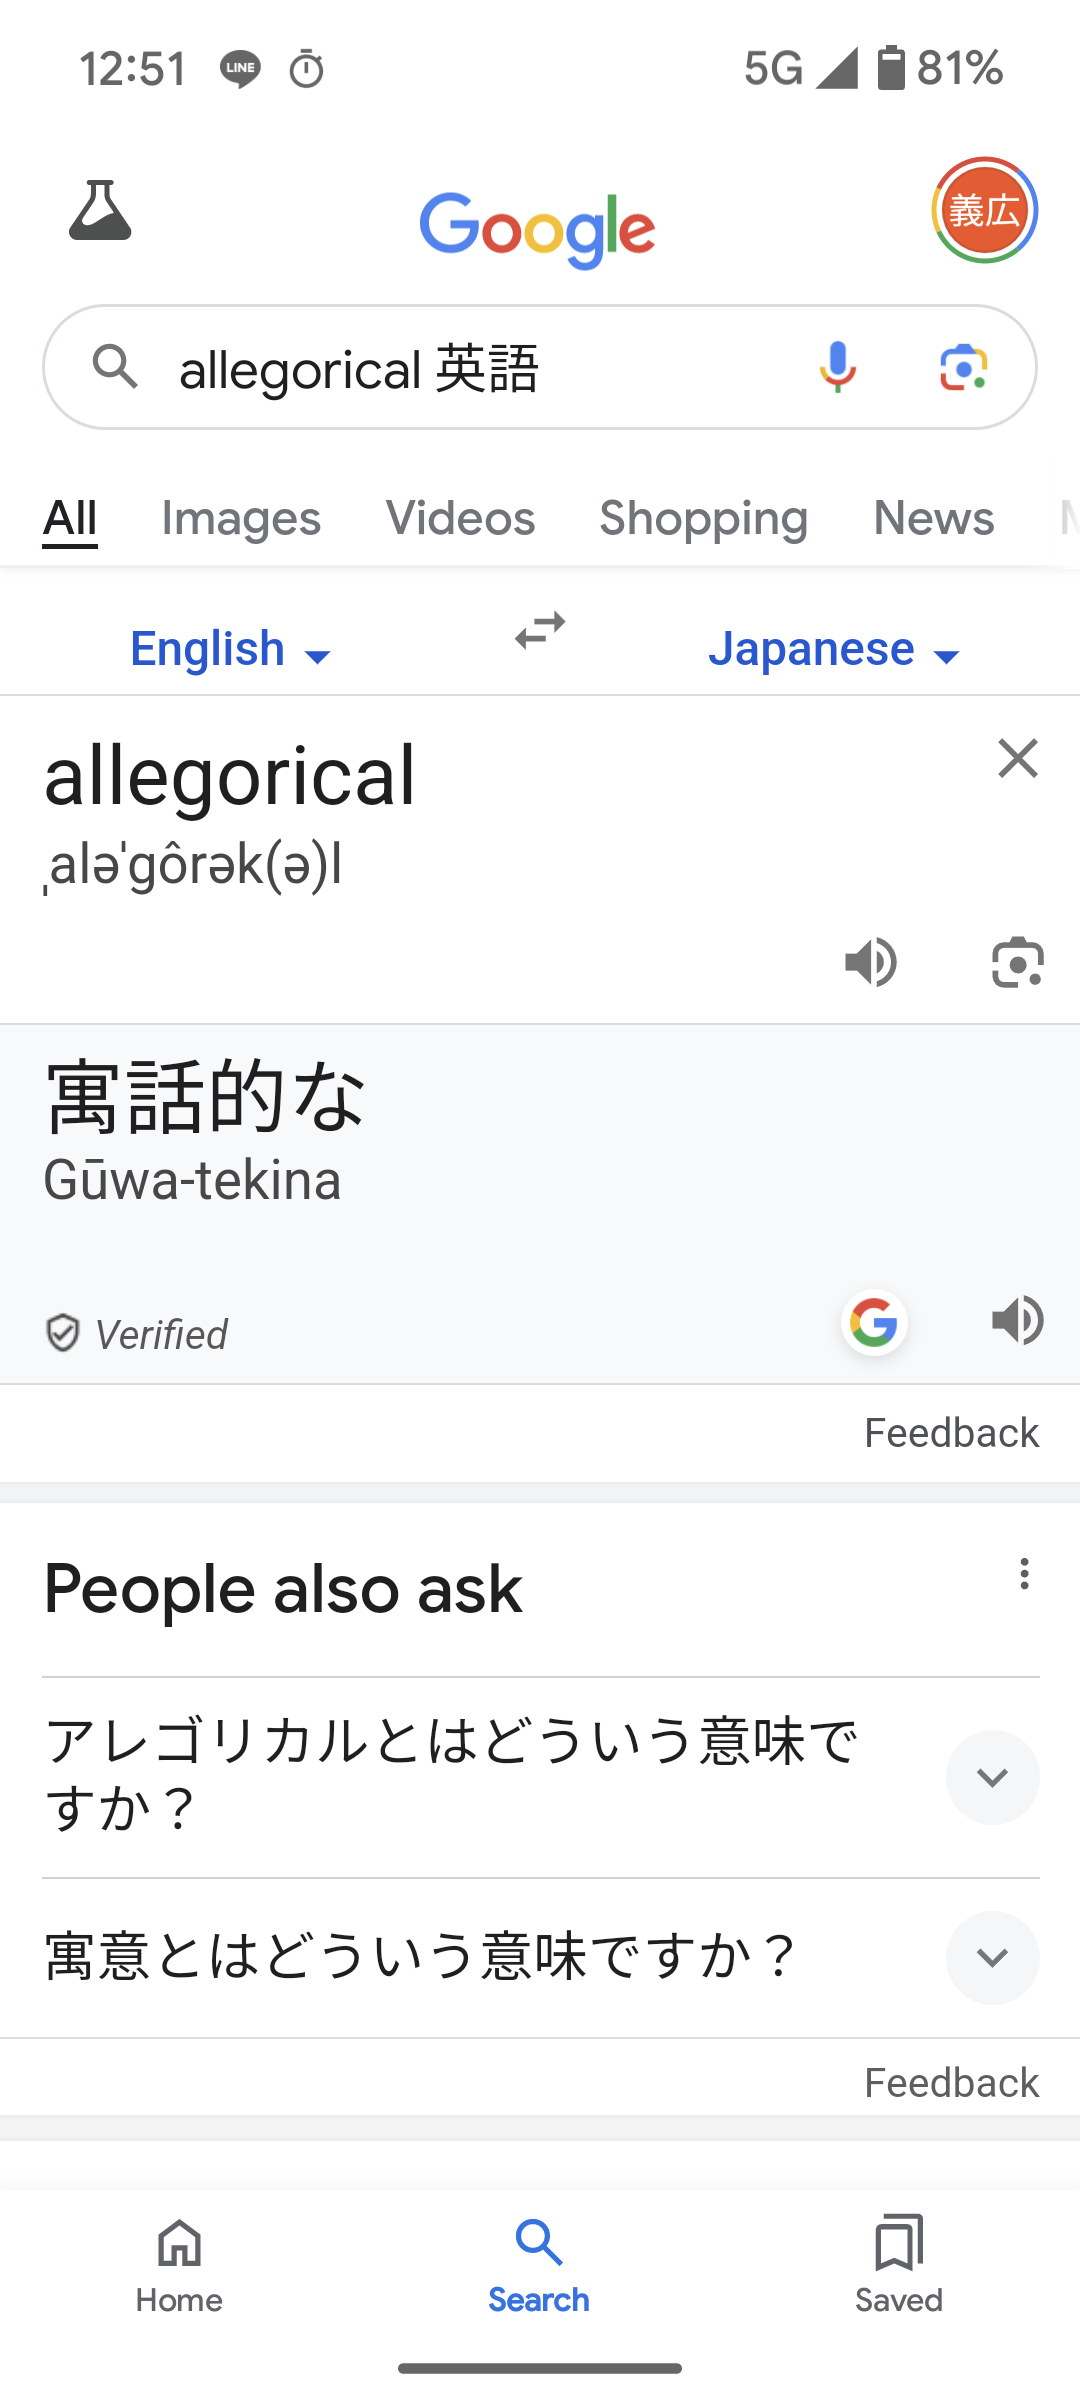 12:51 LINE 5G 81%
Google 義広
allegorical 英語
All Images Videos Shopping News
English Japanese
allegorical
ˌaləˈgôrək(ə)l
寓話的な
Gūwa-tekina
Verified
Feedback
People also ask
アレゴリカルとはどういう意味で
すか？
寓意とはどういう意味ですか？
Feedback
Home Search Saved